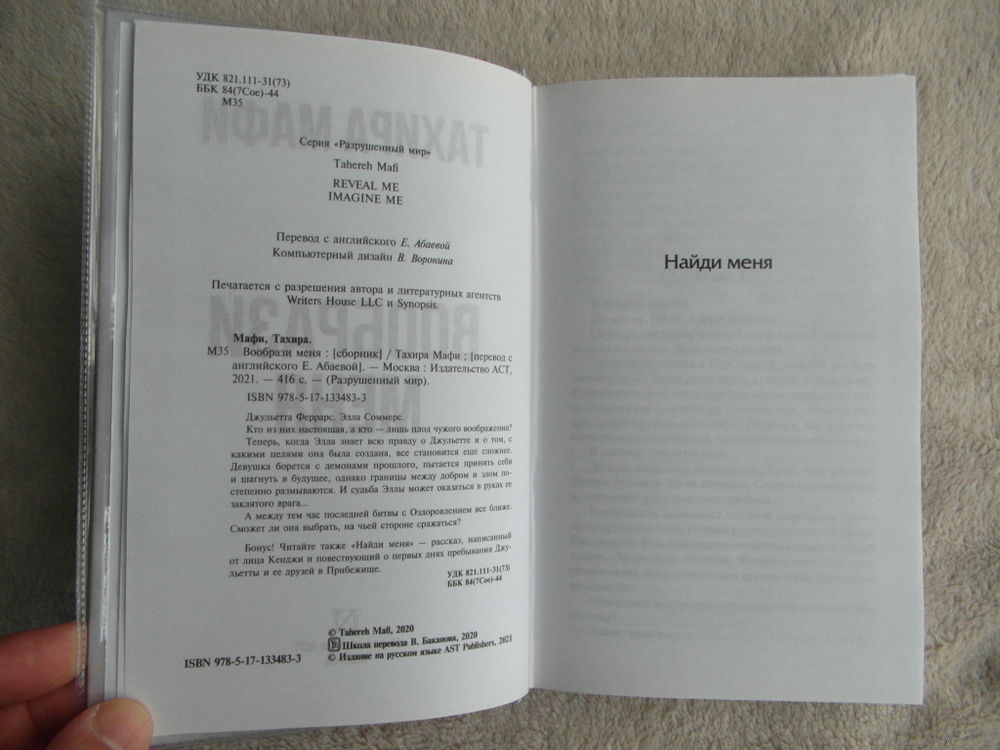 УДК 821.111-31(73)
ББК 84(7Сое)-44
М35
Серия «Разрушенный мир»
Tahereh Mafi
REVEAL ME
IMAGINE ME
Перевод с английского Е. Абаевой
Компьютерный дизайн В. Воронина
Печатается с разрешения автора и литературных агентств
Writers House LLC и Synopsis.
Мафи, Тахира.
М35 Вообрази меня : [сборник] / Тахира Мафи ; [перевод с
английского Е. Абаевой]. — Москва : Издательство АСТ,
2021. — 416 с. — (Разрушенный мир).
ISBN 978-5-17-133483-3
Джульетта Феррарс. Элла Соммерс.
Кто из них настоящая, а кто — лишь плод чужого воображения?
Теперь, когда Элла знает всю правду о Джульетте и о том, с
какими целями она была создана, все становится еще сложнее.
Девушка борется с демонами прошлого, пытается принять себя
и шагнуть в будущее, однако границы между добром и злом по-
степенно размываются. И судьба Эллы может оказаться в руках ее
заклятого врага...
А между тем час последней битвы с Оздоровлением все ближе.
Сможет ли она выбрать, на чьей стороне сражаться?
Бонус! Читайте также «Найди меня» — рассказ, написанный
от лица Кенджи и повествующий о первых днях пребывания Джу-
льетты и ее друзей в Прибежище.
УДК 821.111-31(73)
ББК 84(7Сое)-44
© Tahereh Mafi, 2020
Школа перевода В. Баканова, 2020
© Издание на русском языке AST Publishers, 2021
ISBN 978-5-17-133483-3
Найди меня